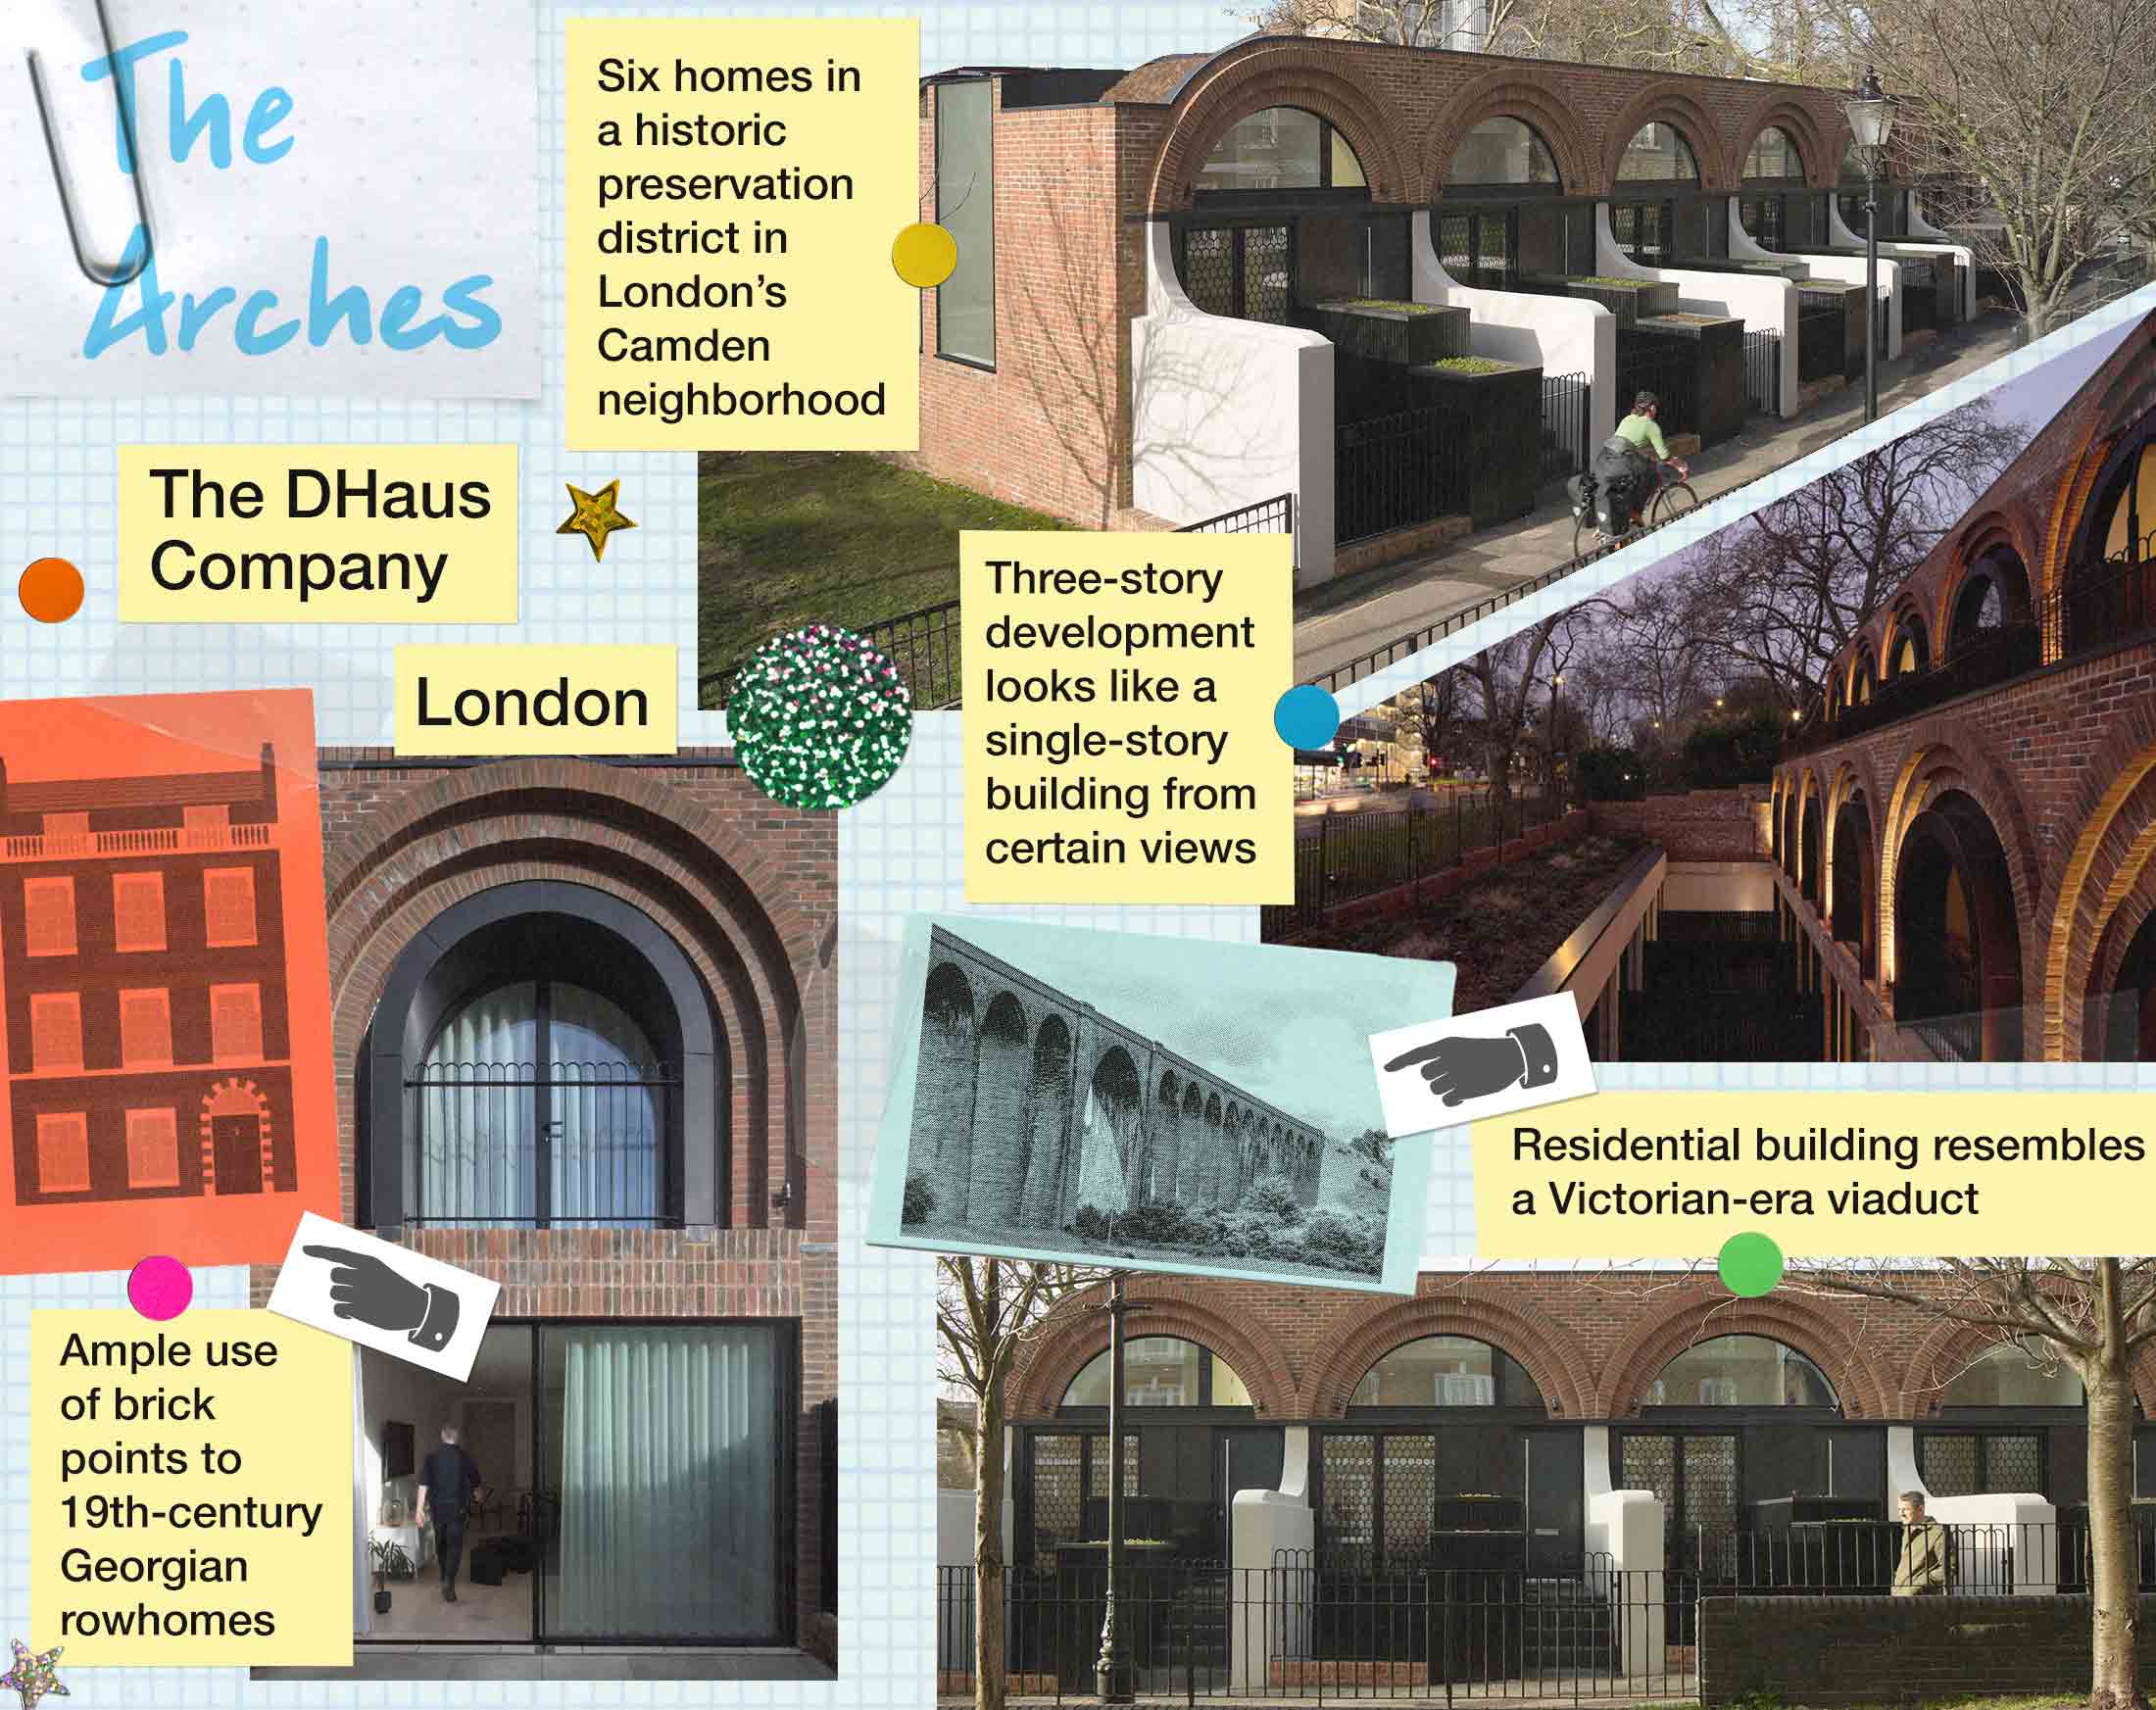 The
Arches
Six homes in
a historic
preservation
district in
London’s
Camden
neighborhood
The DHaus
Company
London
Three-story
development
looks like a
single-story
building from
certain views
Residential building resembles
a Victorian-era viaduct
Ample use
of brick
points to
19th-century
Georgian
rowhomes